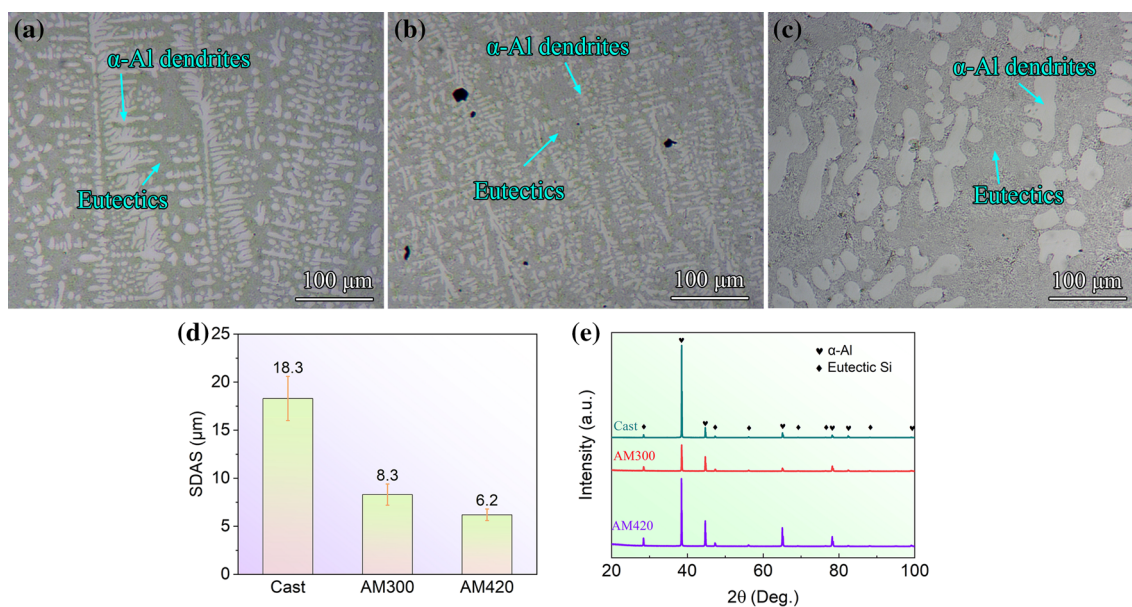 (a)
α-Al dendrites
Eutectics
100 μm
(b)
α-Al dendrites
Eutectics
100 μm
(c)
α-Al dendrites
Eutectics
100 μm
(d)
25
20
15
10
5
0
SDAS (μm)
18.3
8.3
6.2
Cast
AM300
AM420
(e)
Intensity (a.u.)
♥ α-Al
♦ Eutectic Si
Cast
AM300
AM420
20
40
60
80
100
2θ (Deg.)